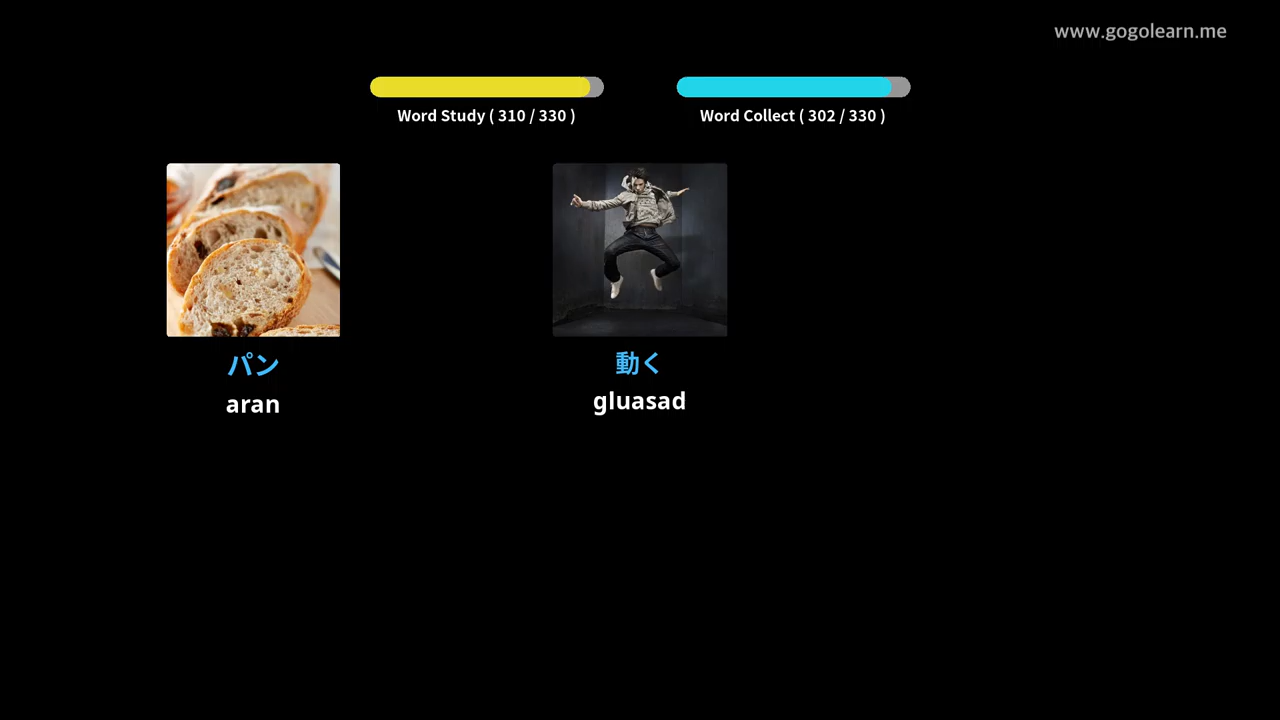 www.gogolearn.me
Word Study ( 310 / 330 )
Word Collect ( 302 / 330 )
パン
aran
動く
gluasad